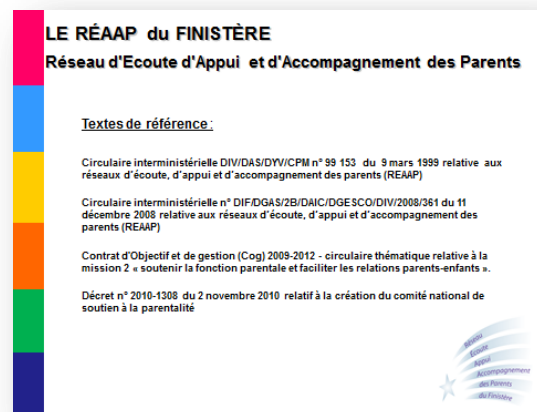 LE RÉAAP du FINISTÈRE
Réseau d'Ecoute d'Appui et d'Accompagnement des Parents
Textes de référence :
Circulaire interministérielle DIV/DAS/DYV/CPM n° 99 153 du 9 mars 1999 relative aux
réseaux d'écoute, d'appui et d'accompagnement des parents (REAAP)
Circulaire interministérielle n° DIF/DGAS/2B/DAIC/DGESCO/DIV/2008/361 du 11
décembre 2008 relative aux réseaux d'écoute, d'appui et d'accompagnement des
parents (REAAP)
Contrat d'Objectif et de gestion (Cog) 2009-2012 - circulaire thématique relative à la
mission 2 « soutenir la fonction parentale et faciliter les relations parents-enfants ».
Décret n° 2010-1308 du 2 novembre 2010 relatif à la création du comité national de
soutien à la parentalité
Réseau
Ecoute
Appui
Accompagnement
des Parents
du Finistère